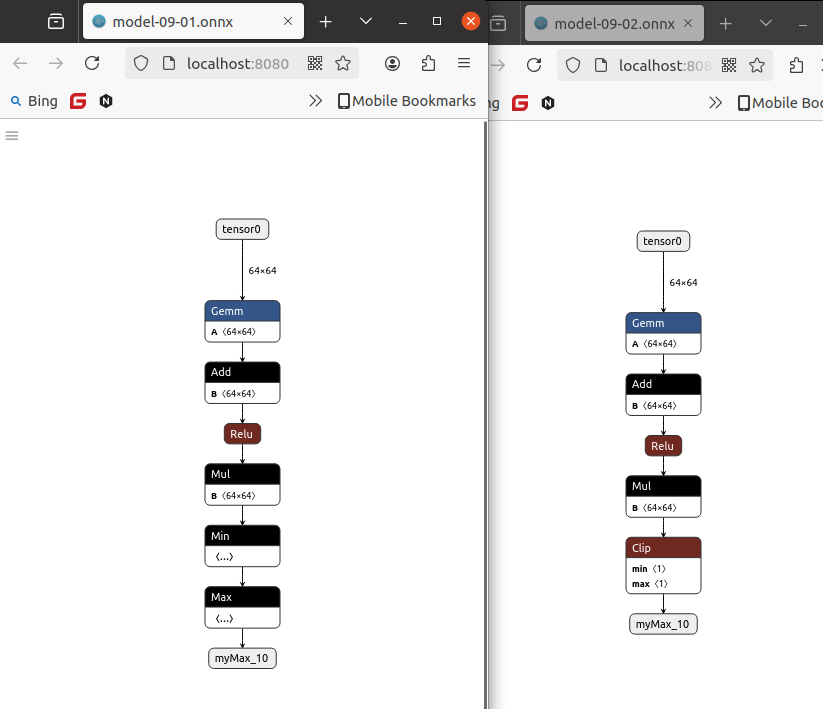 model-09-01.onnx
localhost:8080
Bing
Mobile Bookmarks
tensor0
64×64
Gemm
A 〈64×64〉
Add
B 〈64×64〉
Relu
Mul
B 〈64×64〉
Min
〈...〉
Max
〈...〉
myMax_10
model-09-02.onnx
localhost:808
ng
Mobile Boo
tensor0
64×64
Gemm
A 〈64×64〉
Add
B 〈64×64〉
Relu
Mul
B 〈64×64〉
Clip
min 〈1〉
max 〈1〉
myMax_10